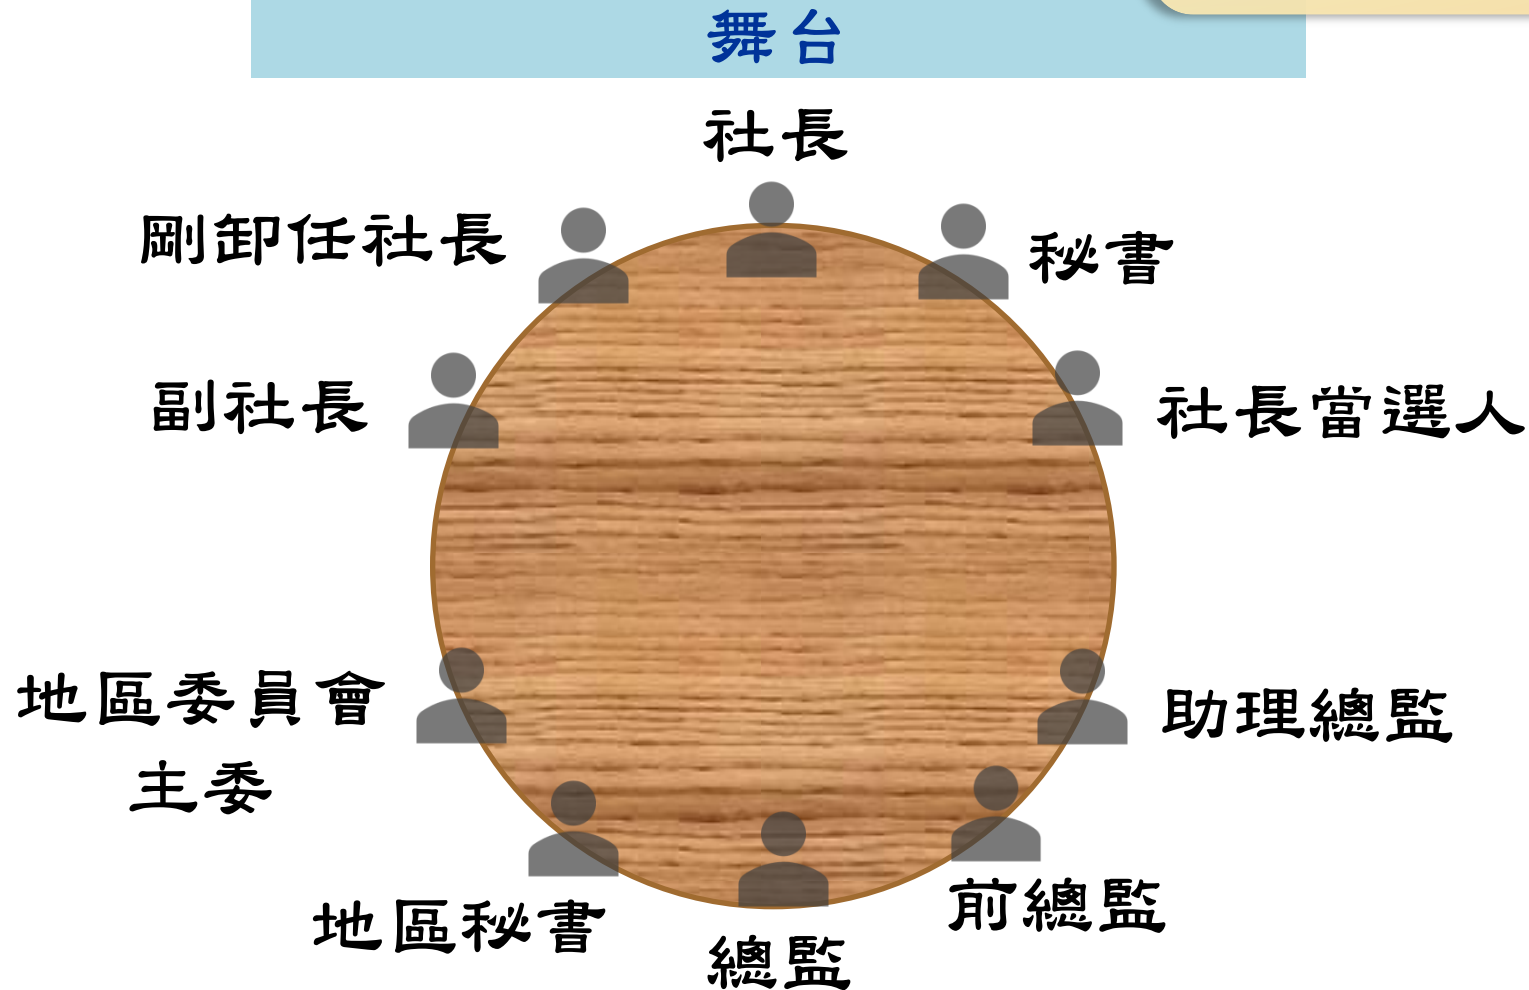 舞台
社長
剛卸任社長
秘書
副社長
社長當選人
地區委員會
主委
助理總監
地區秘書
前總監
總監